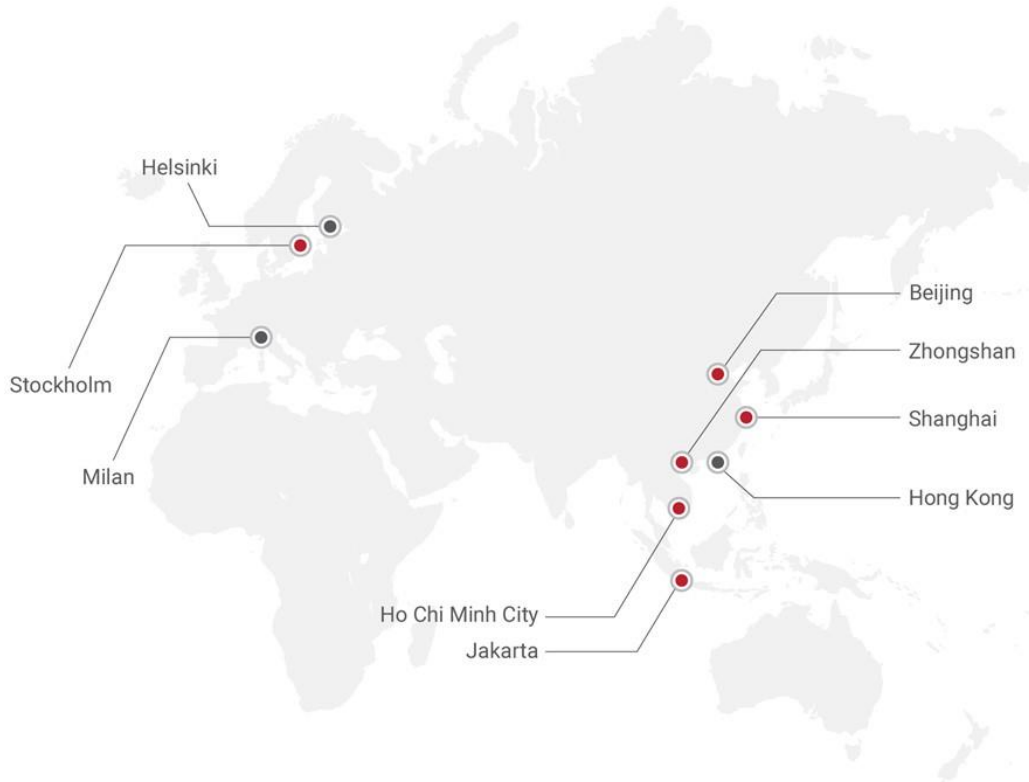 Helsinki
Stockholm
Milan
Beijing
Zhongshan
Shanghai
Hong Kong
Ho Chi Minh City
Jakarta